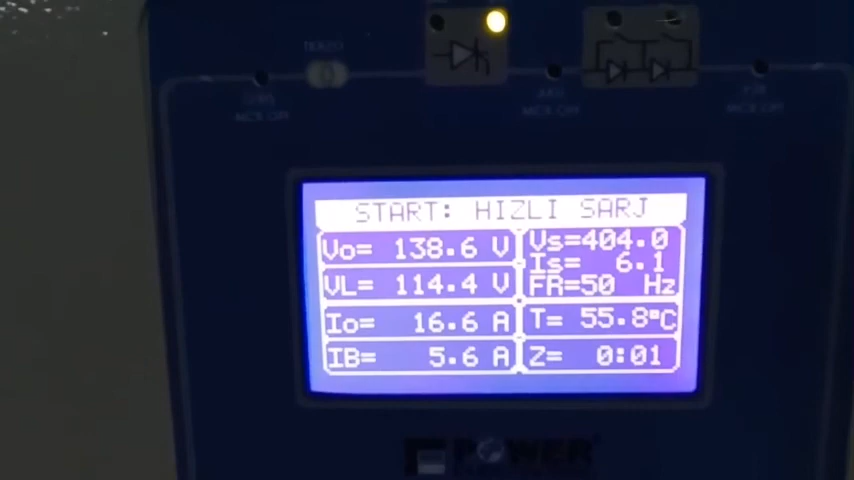 START: HIZLI SARJ
Vo= 138.6 V
VL= 114.4 V
Io= 16.6 A
IB= 5.6 A
Vs=404.0
Is= 6.1
FR=50 Hz
T= 55.8°C
Z= 0:01
POWER